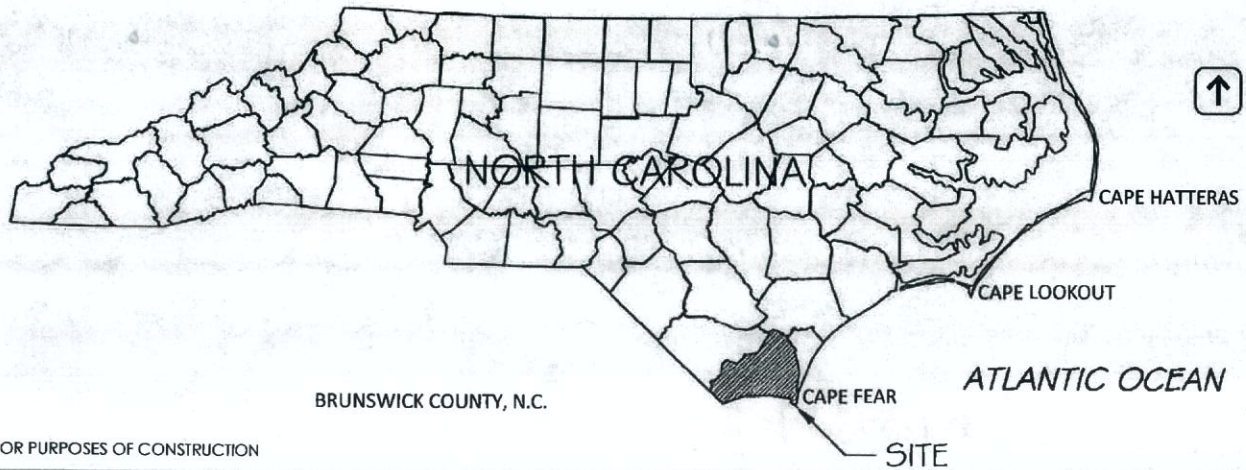 NORTH CAROLINA
CAPE HATTERAS
CAPE LOOKOUT
ATLANTIC OCEAN
CAPE FEAR
BRUNSWICK COUNTY, N.C.
OR PURPOSES OF CONSTRUCTION
SITE